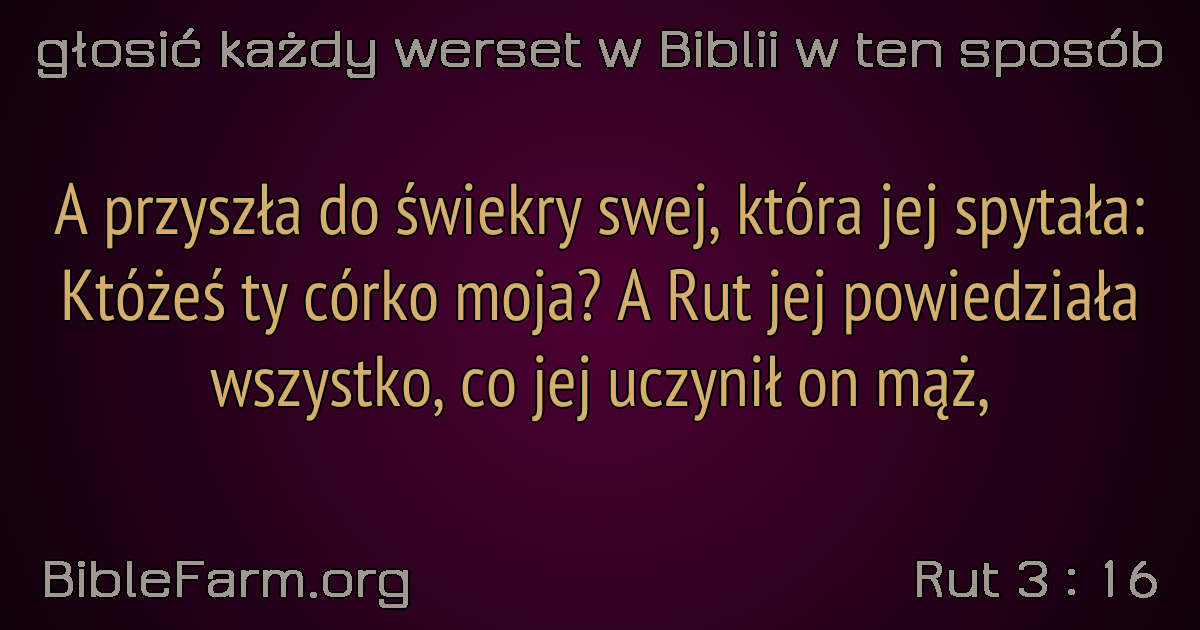 głosić każdy werset w Biblii w ten sposób
A przyszła do świekry swej, która jej spytała:
Któżeś ty córko moja? A Rut jej powiedziała
wszystko, co jej uczynił on mąż,
BibleFarm.org
Rut 3 : 16